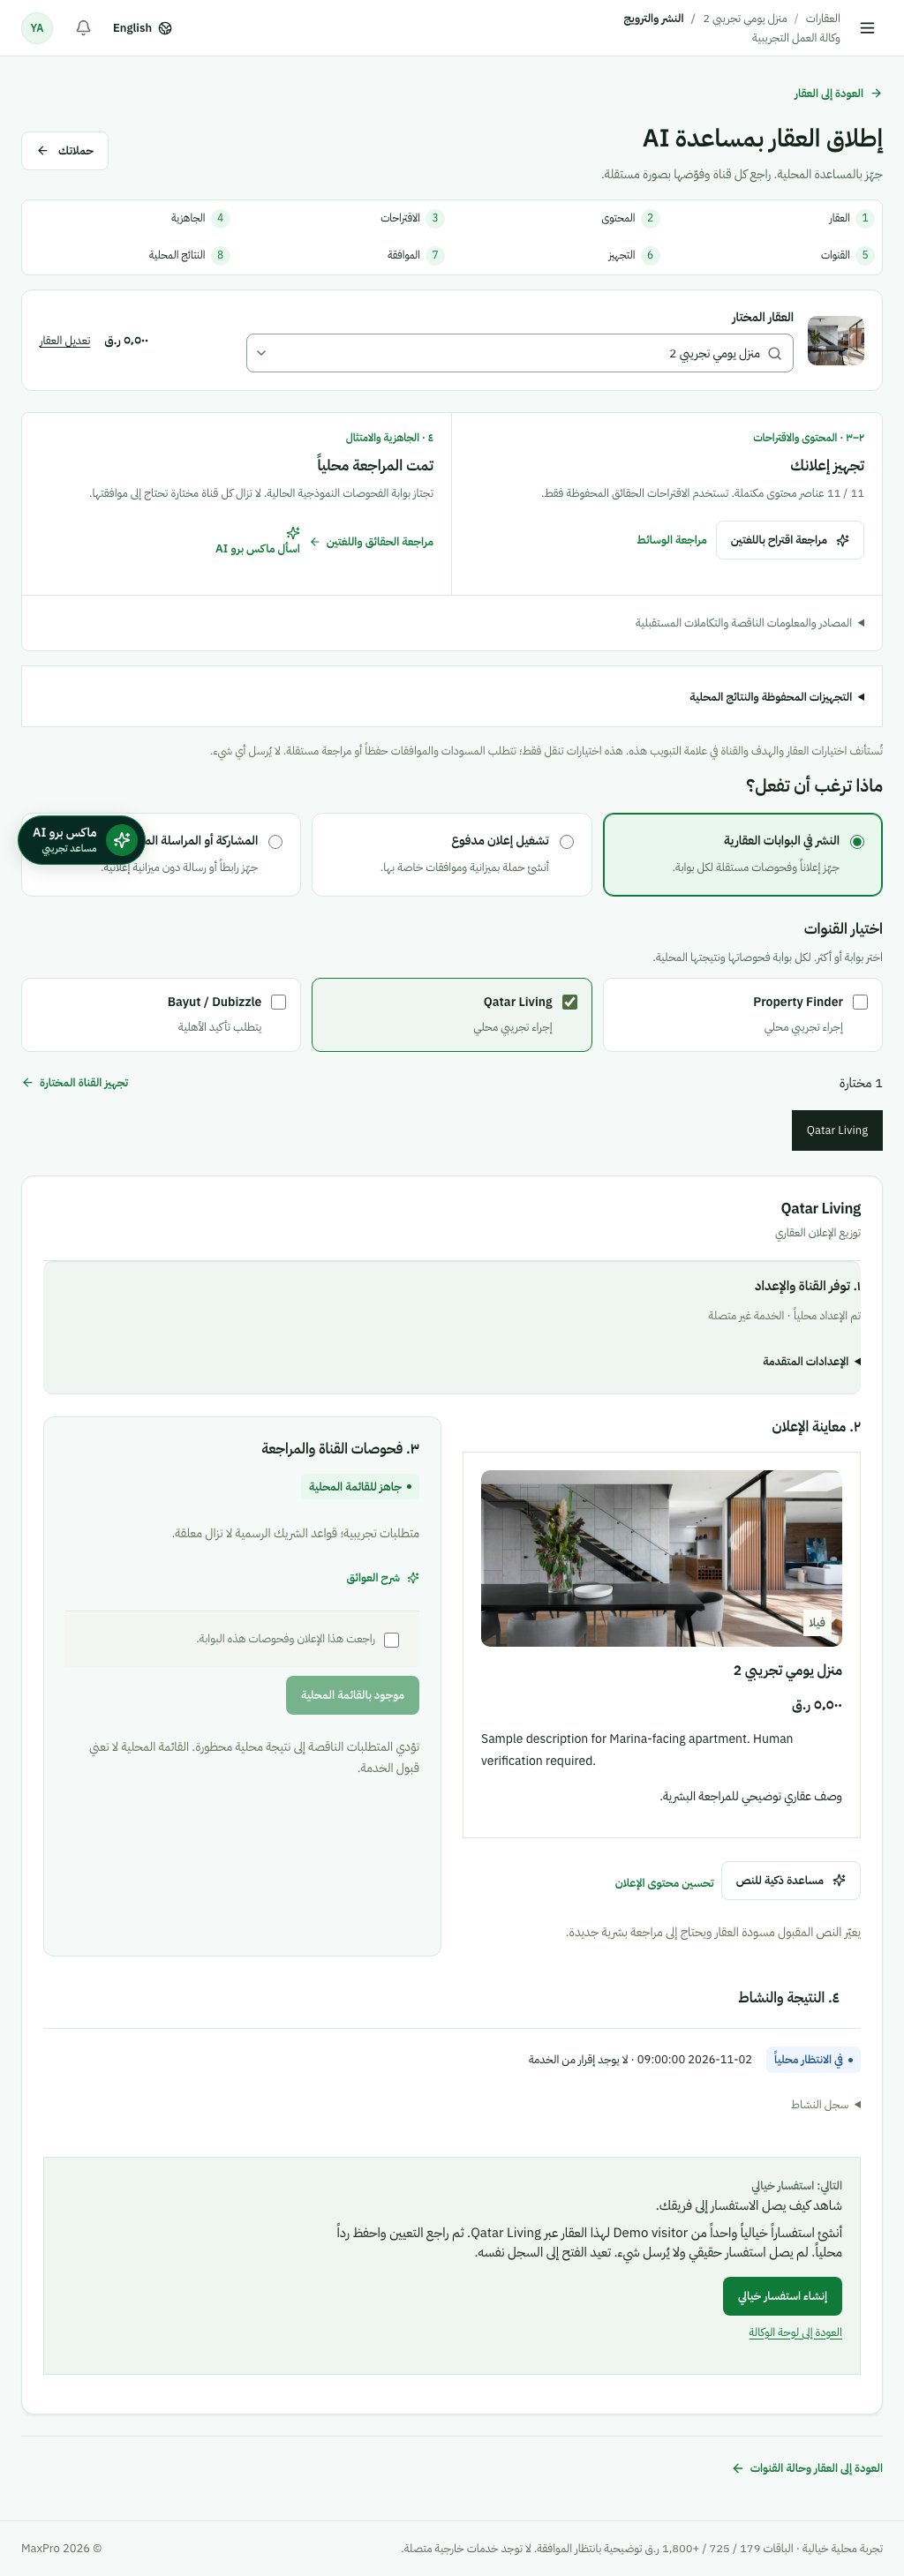 العقارات / منزل يومي تجريبي 2 / النشر والترويج
وكالة العمل التجريبية
English
YA
العودة إلى العقار
إطلاق العقار بمساعدة AI
جهّز بالمساعدة المحلية. راجع كل قناة وفوّضها بصورة مستقلة.
حملاتك
1 العقار
2 المحتوى
3 الاقتراحات
4 الجاهزية
5 القنوات
6 التجهيز
7 الموافقة
8 النتائج المحلية
العقار المختار
منزل يومي تجريبي 2
٥٬٥٠٠ ر.ق
تعديل العقار
٢–٣ · المحتوى والاقتراحات
تجهيز إعلانك
11 / 11 عناصر محتوى مكتملة. تستخدم الاقتراحات الحقائق المحفوظة فقط.
مراجعة اقتراح باللغتين
مراجعة الوسائط
٤ · الجاهزية والامتثال
تمت المراجعة محلياً
تجتاز بوابة الفحوصات النموذجية الحالية. لا تزال كل قناة مختارة تحتاج إلى موافقتها.
مراجعة الحقائق واللغتين
اسأل ماكس برو AI
المصادر والمعلومات الناقصة والتكاملات المستقبلية
التجهيزات المحفوظة والنتائج المحلية
تُستأنف اختيارات العقار والهدف والقناة في علامة التبويب هذه. هذه اختيارات تنقل فقط؛ تتطلب المسودات والموافقات حفظاً أو مراجعة مستقلة. لا يُرسل أي شيء.
ماذا ترغب أن تفعل؟
النشر في البوابات العقارية
جهّز إعلاناً وفحوصات مستقلة لكل بوابة.
تشغيل إعلان مدفوع
أنشئ حملة بميزانية وموافقات خاصة بها.
المشاركة أو المراسلة
جهّز رابطاً أو رسالة دون ميزانية إعلانية.
ماكس برو AI
مساعد تجريبي
اختيار القنوات
اختر بوابة أو أكثر. لكل بوابة فحوصاتها ونتيجتها المحلية.
Property Finder
إجراء تجريبي محلي
Qatar Living
إجراء تجريبي محلي
Bayut / Dubizzle
يتطلب تأكيد الأهلية
1 مختارة
تجهيز القناة المختارة
Qatar Living
Qatar Living
توزيع الإعلان العقاري
١. توفر القناة والإعداد
تم الإعداد محلياً · الخدمة غير متصلة
الإعدادات المتقدمة
٢. معاينة الإعلان
فيلا
منزل يومي تجريبي 2
٥٬٥٠٠ ر.ق
Sample description for Marina-facing apartment. Human
verification required.
وصف عقاري توضيحي للمراجعة البشرية.
مساعدة ذكية للنص
تحسين محتوى الإعلان
يغيّر النص المقبول مسودة العقار ويحتاج إلى مراجعة بشرية جديدة.
٣. فحوصات القناة والمراجعة
جاهز للقائمة المحلية
متطلبات تجريبية؛ قواعد الشريك الرسمية لا تزال معلقة.
شرح العوائق
راجعت هذا الإعلان وفحوصات هذه البوابة.
موجود بالقائمة المحلية
تؤدي المتطلبات الناقصة إلى نتيجة محلية محظورة. القائمة المحلية لا تعني
قبول الخدمة.
٤. النتيجة والنشاط
في الانتظار محلياً
2026-11-02 09:00:00 · لا يوجد إقرار من الخدمة
سجل النشاط
التالي: استفسار خيالي
شاهد كيف يصل الاستفسار إلى فريقك.
أنشئ استفساراً خيالياً واحداً من Demo visitor لهذا العقار عبر Qatar Living. ثم راجع التعيين واحفظ رداً
محلياً. لم يصل استفسار حقيقي ولا يُرسل شيء. تعيد الفتح إلى السجل نفسه.
إنشاء استفسار خيالي
العودة إلى لوحة الوكالة
العودة إلى العقار وحالة القنوات
تجربة محلية خيالية · الباقات 179 / 725 / +1,800 ر.ق توضيحية بانتظار الموافقة. لا توجد خدمات خارجية متصلة.
© 2026 MaxPro